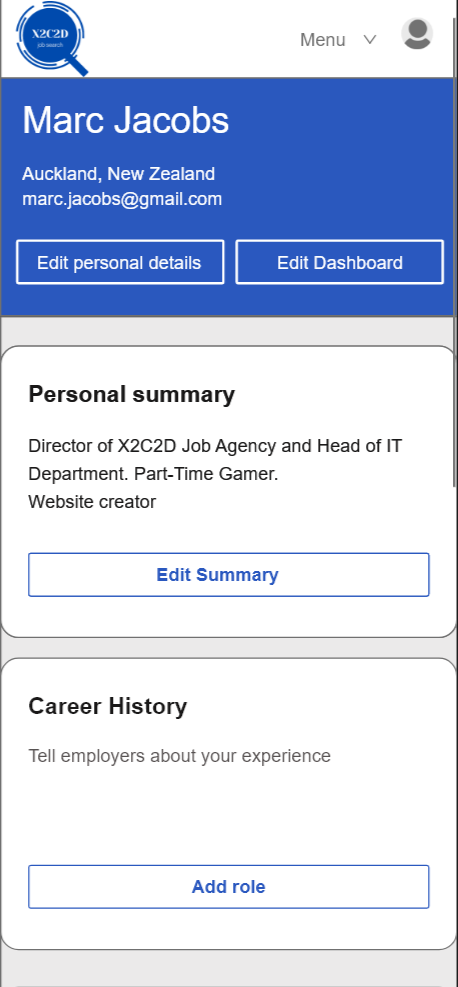 X2C2D
job search
Menu
Marc Jacobs
Auckland, New Zealand
marc.jacobs@gmail.com
Edit personal details
Edit Dashboard
Personal summary
Director of X2C2D Job Agency and Head of IT
Department. Part-Time Gamer.
Website creator
Edit Summary
Career History
Tell employers about your experience
Add role